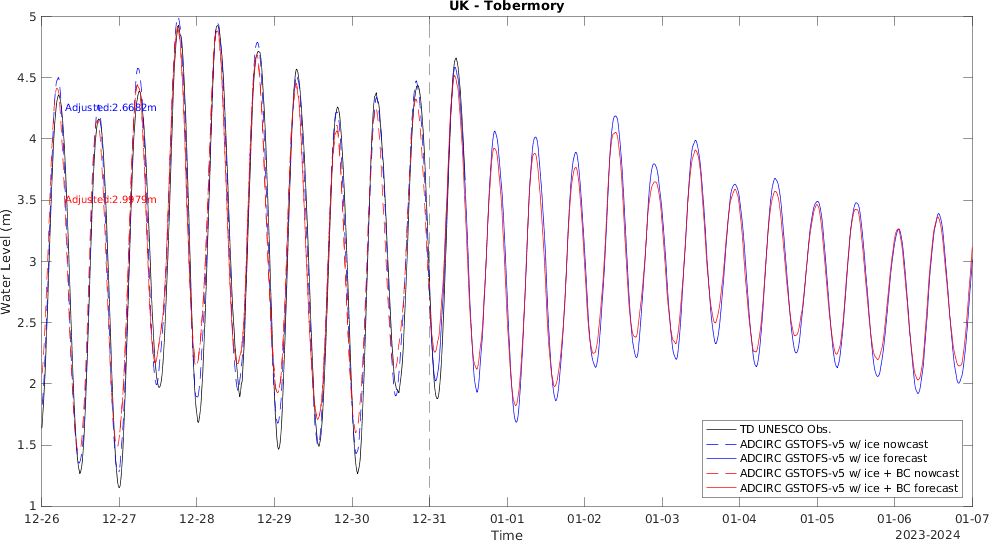 UK - Tobermory
5
4.5
4
3.5
3
2.5
2
1.5
1
Water Level (m)
Adjusted:2.6682m
Adjusted:2.9979m
TD UNESCO Obs.
ADCIRC GSTOFS-v5 w/ ice nowcast
ADCIRC GSTOFS-v5 w/ ice forecast
ADCIRC GSTOFS-v5 w/ ice + BC nowcast
ADCIRC GSTOFS-v5 w/ ice + BC forecast
12-26 12-27 12-28 12-29 12-30 12-31 01-01 01-02 01-03 01-04 01-05 01-06 01-07
Time
2023-2024